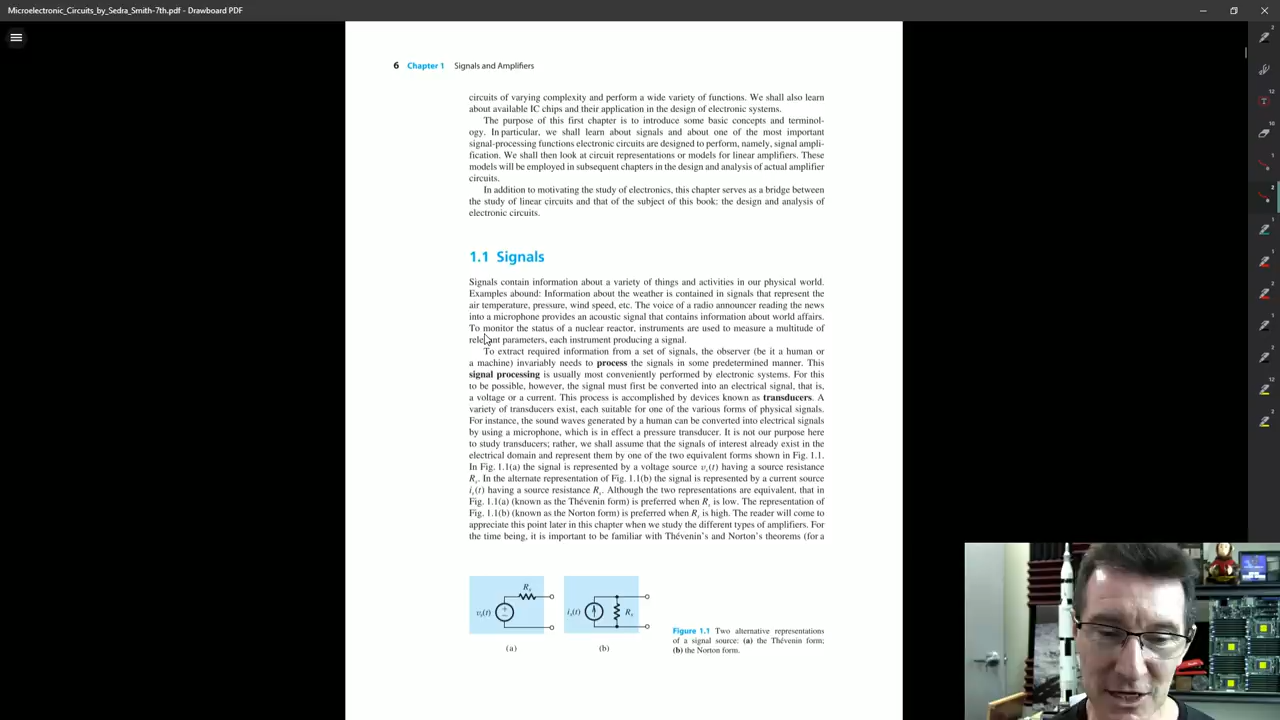 Microelectronic_Circuits_by_Sedra_Smith-7th.pdf - Drawboard PDF
6 Chapter 1 Signals and Amplifiers
circuits of varying complexity and perform a wide variety of functions. We shall also learn
about available IC chips and their application in the design of electronic systems.
The purpose of this first chapter is to introduce some basic concepts and terminol-
ogy. In particular, we shall learn about signals and about one of the most important
signal-processing functions electronic circuits are designed to perform, namely, signal ampli-
fication. We shall then look at circuit representations or models for linear amplifiers. These
models will be employed in subsequent chapters in the design and analysis of actual amplifier
circuits.
In addition to motivating the study of electronics, this chapter serves as a bridge between
the study of linear circuits and that of the subject of this book: the design and analysis of
electronic circuits.
1.1 Signals
Signals contain information about a variety of things and activities in our physical world.
Examples abound: Information about the weather is contained in signals that represent the
air temperature, pressure, wind speed, etc. The voice of a radio announcer reading the news
into a microphone provides an acoustic signal that contains information about world affairs.
To monitor the status of a nuclear reactor, instruments are used to measure a multitude of
relevant parameters, each instrument producing a signal.
To extract required information from a set of signals, the observer (be it a human or
a machine) invariably needs to process the signals in some predetermined manner. This
signal processing is usually most conveniently performed by electronic systems. For this
to be possible, however, the signal must first be converted into an electrical signal, that is,
a voltage or a current. This process is accomplished by devices known as transducers. A
variety of transducers exist, each suitable for one of the various forms of physical signals.
For instance, the sound waves generated by a human can be converted into electrical signals
by using a microphone, which is in effect a pressure transducer. It is not our purpose here
to study transducers; rather, we shall assume that the signals of interest already exist in the
electrical domain and represent them by one of the two equivalent forms shown in Fig. 1.1.
In Fig. 1.1(a) the signal is represented by a voltage source vs(t) having a source resistance
Rs. In the alternate representation of Fig. 1.1(b) the signal is represented by a current source
is(t) having a source resistance Rs. Although the two representations are equivalent, that in
Fig. 1.1(a) (known as the Thévenin form) is preferred when Rs is low. The representation of
Fig. 1.1(b) (known as the Norton form) is preferred when Rs is high. The reader will come to
appreciate this point later in this chapter when we study the different types of amplifiers. For
the time being, it is important to be familiar with Thévenin's and Norton's theorems (for a
Rs
vs(t) + −
is(t) Rs
(a) (b)
Figure 1.1 Two alternative representations
of a signal source: (a) the Thévenin form;
(b) the Norton form.